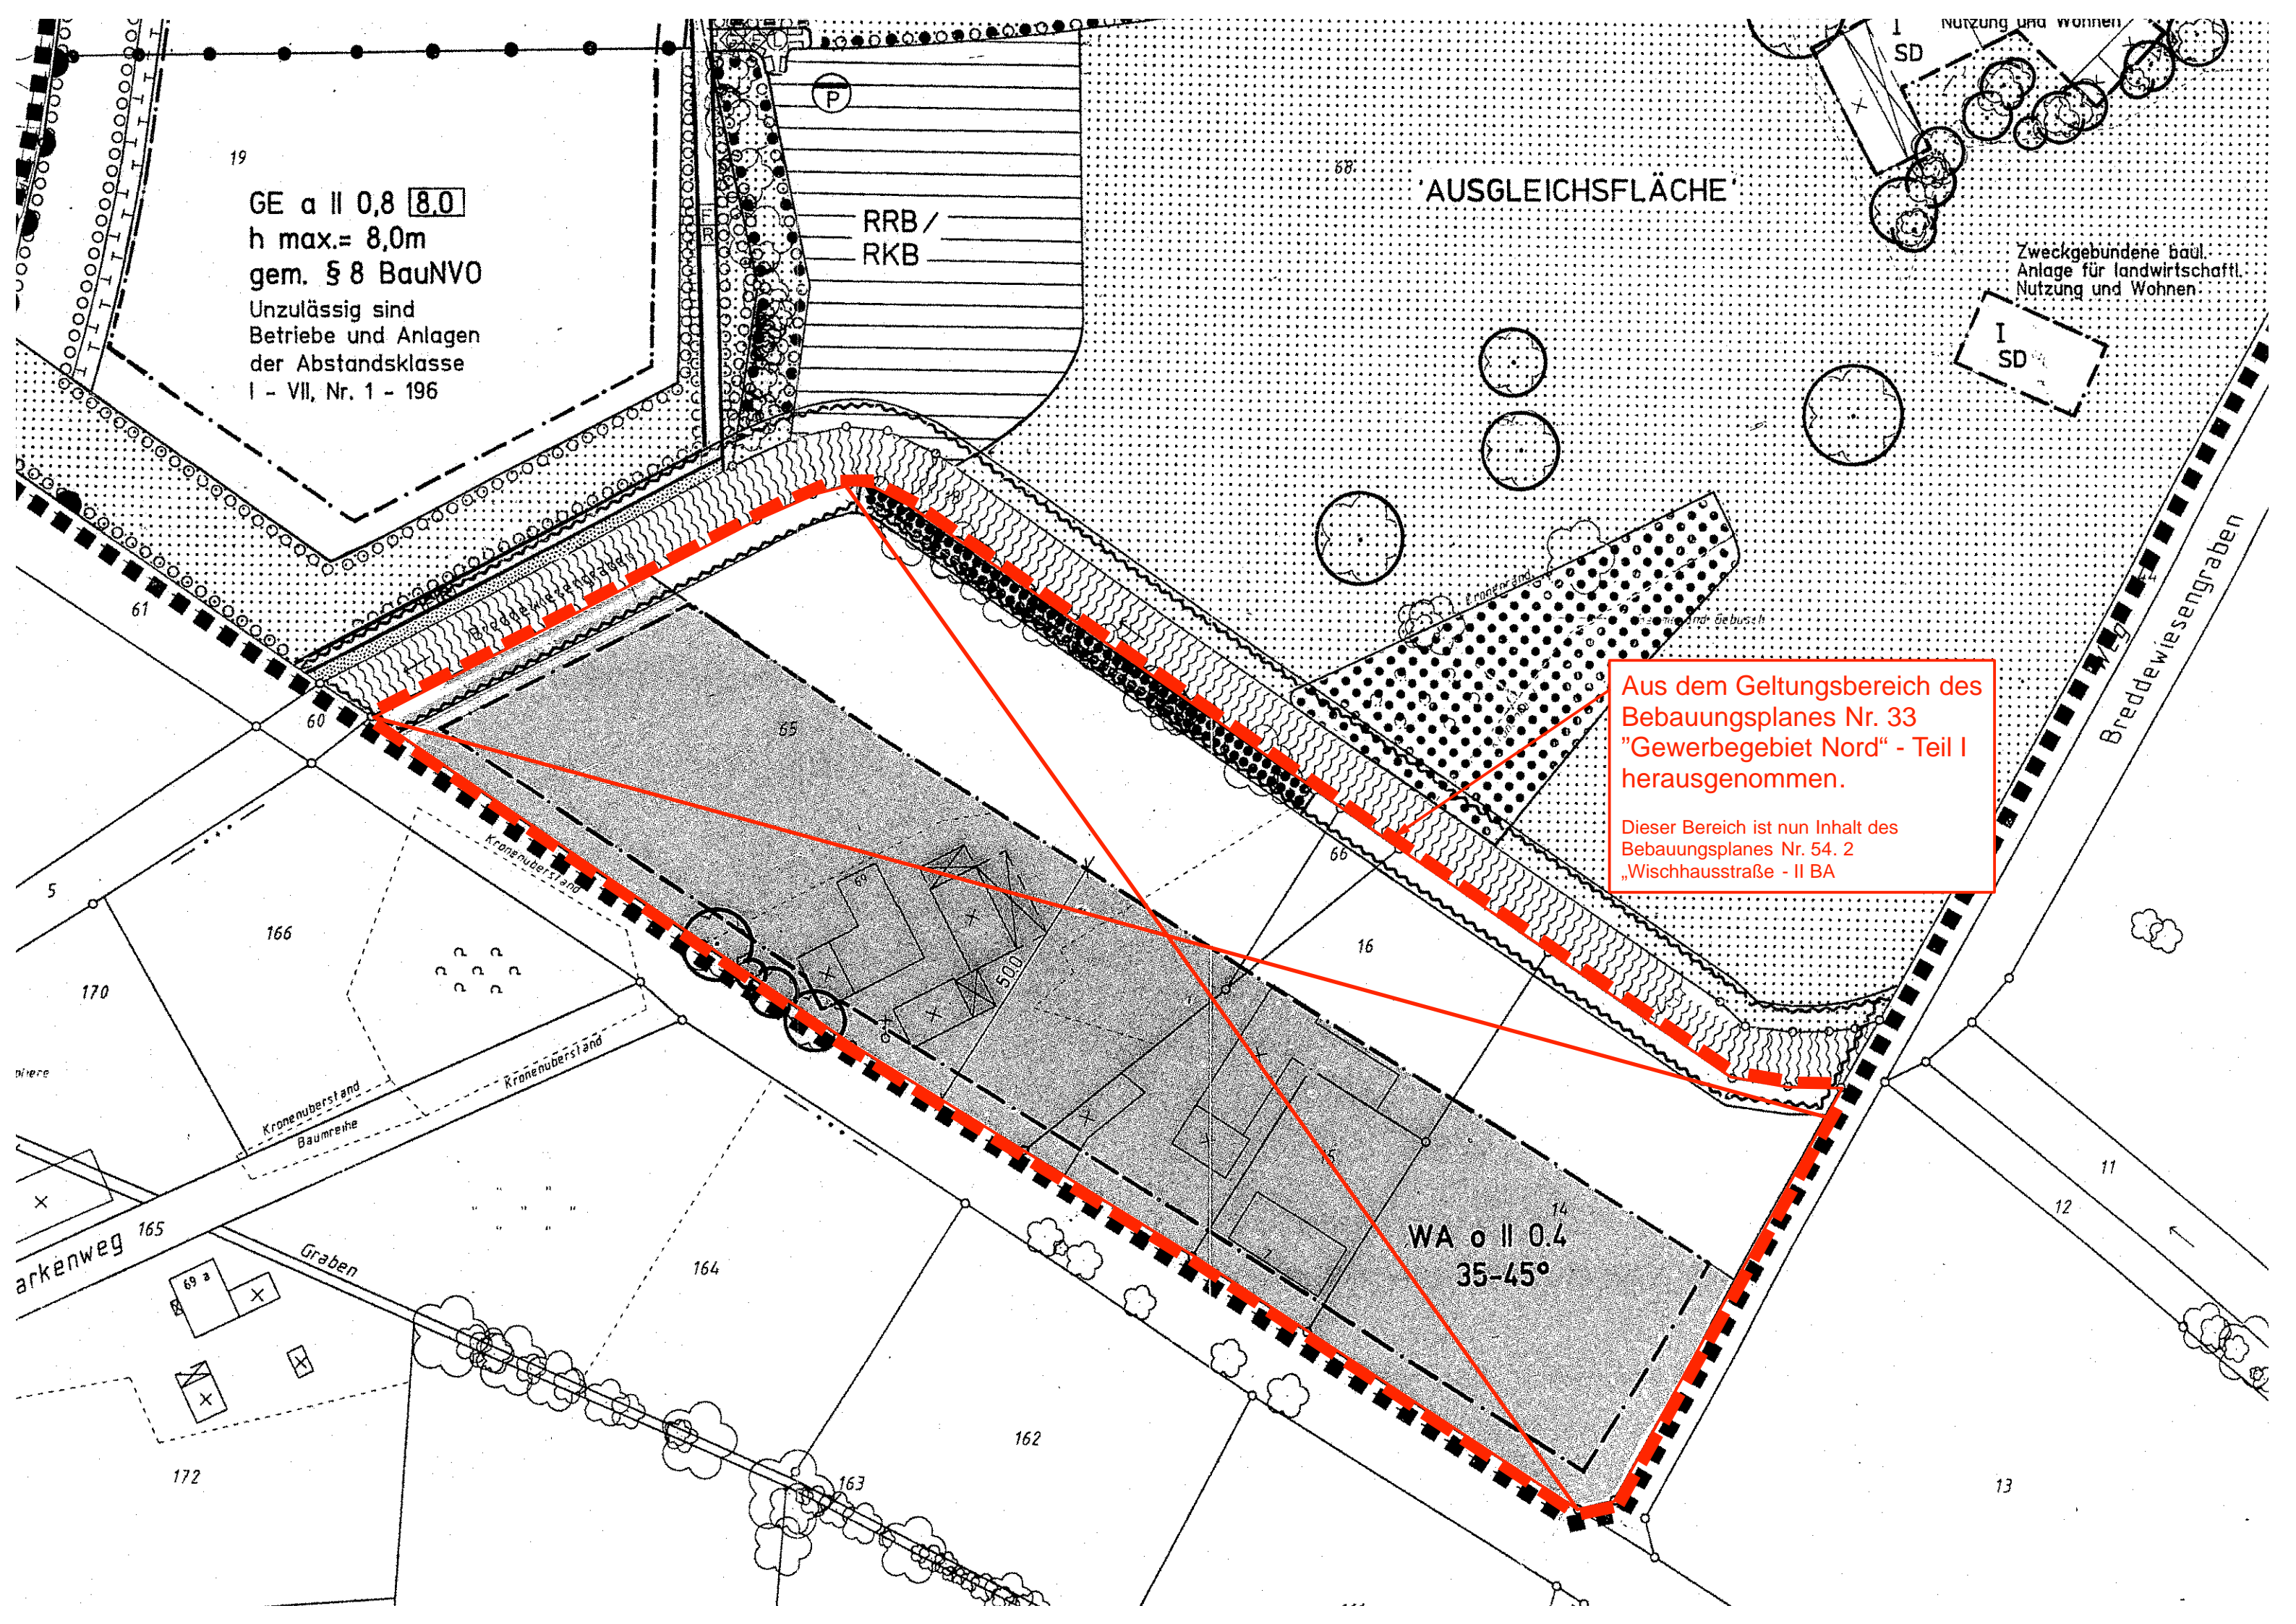 Nutzung und Wohnen
I
SD
P
19
GE a II 0,8 8,0
h max.= 8,0m
gem. § 8 BauNVO
Unzulässig sind
Betriebe und Anlagen
der Abstandsklasse
I - VII, Nr. 1 - 196
F
R
RRB /
RKB
68
'AUSGLEICHSFLÄCHE'
Zweckgebundene baul.
Anlage für landwirtschaftl.
Nutzung und Wohnen
I
SD
Breddewiesengraben
Kronenrand
Breddewiesengraben
61
60
65
Aus dem Geltungsbereich des
Bebauungsplanes Nr. 33
”Gewerbegebiet Nord“ - Teil I
herausgenommen.
Dieser Bereich ist nun Inhalt des
Bebauungsplanes Nr. 54. 2
„Wischhausstraße - II BA
66
Kronenüberstand
69
5
166
16
500
170
Kronenüberstand
Kronenüberstand
Baumreihe
15
11
12
165
arkenweg
14
WA o II 0.4
35-45°
Graben
69 a
164
7
162
172
163
13